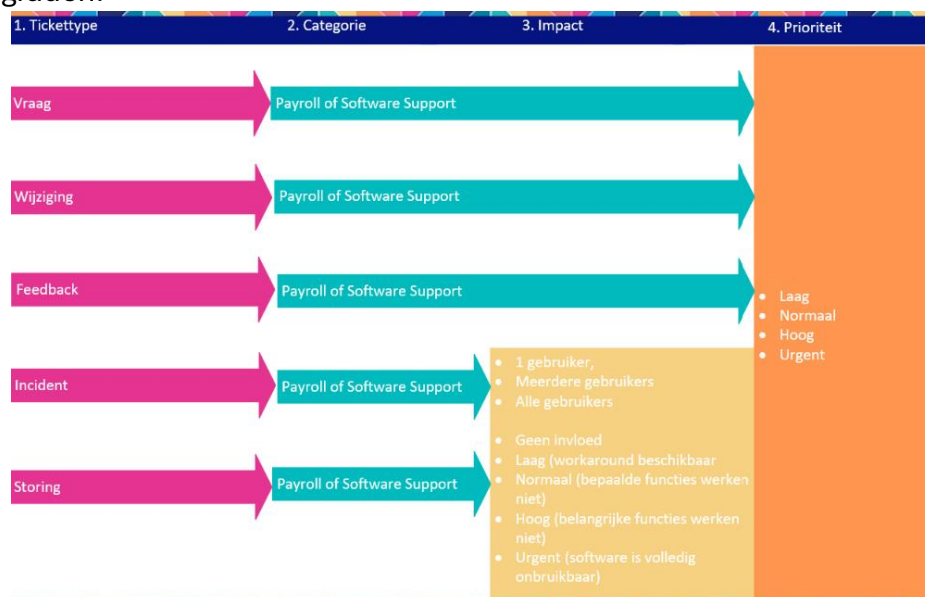 1. Tickettype
2. Categorie
3. Impact
4. Prioriteit
Vraag
Payroll of Software Support
Wijziging
Payroll of Software Support
Feedback
Payroll of Software Support
Incident
Payroll of Software Support
Storing
Payroll of Software Support
• 1 gebruiker,
• Meerdere gebruikers
• Alle gebruikers
• Geen invloed
• Laag (workaround beschikbaar
• Normaal (bepaalde functies werken
niet)
• Hoog (belangrijke functies werken
niet)
• Urgent (software is volledig
onbruikbaar)
• Laag
• Normaal
• Hoog
• Urgent